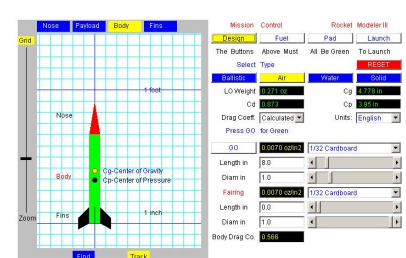 Nose Payload Body Fins
Grid
1 foot
Nose
Cg-Center of Gravity
Cp-Center of Pressure
Body
Fins
1 inch
Zoom
Find Track
Mission Control Rocket Modeler III
Design Fuel Pad Launch
The Buttons Above Must All Be Green To Launch
Select Type RESET
Ballistic Air Water Solid
LO Weight 0.271 oz Cg 4.778 in
Cd 0.873 Cp 3.95 in
Drag Coeff. Calculated Units: English
Press GO for Green
GO 0.0070 oz/in2 1/32 Cardboard
Length in 8.0
Diam in 1.0
Fairing 0.0070 oz/in2 1/32 Cardboard
Length in 0.0
Diam in 1.0
Body Drag Co. 0.566